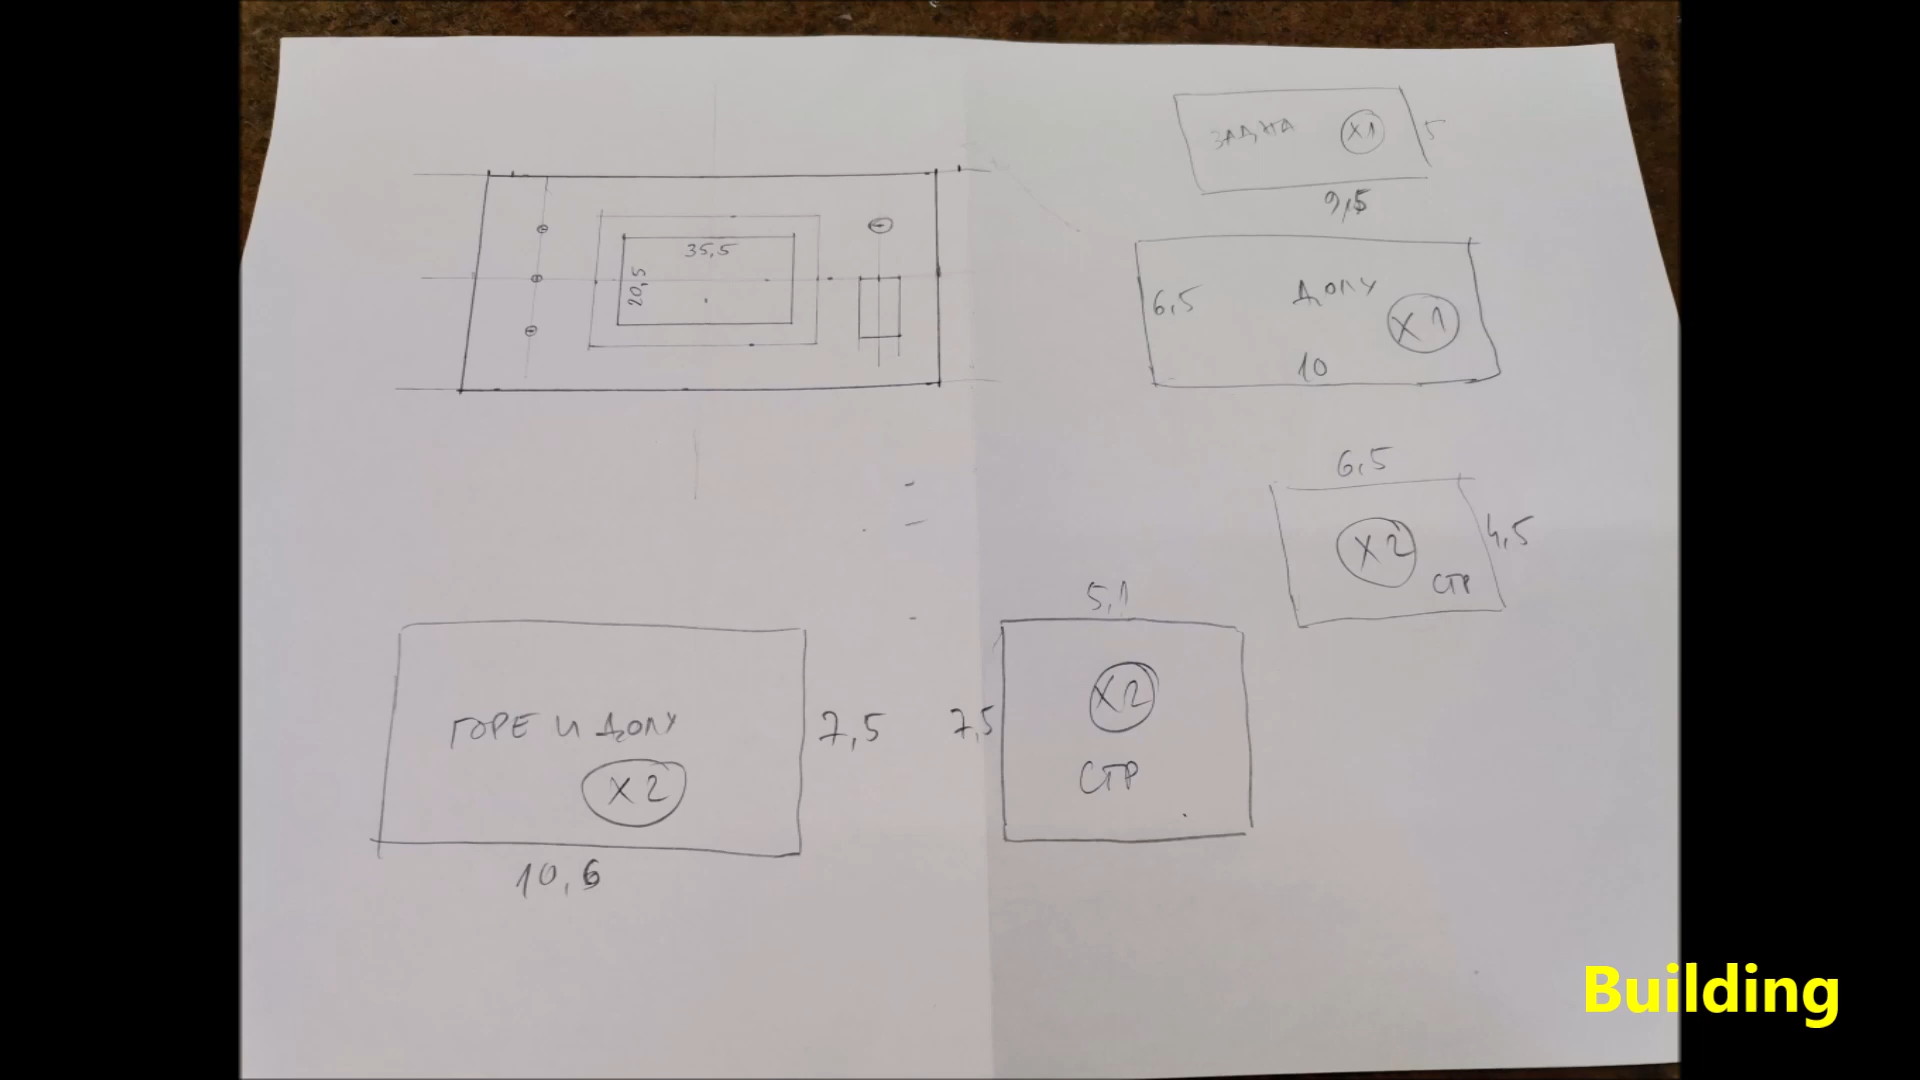 35,5
20,5
ЗАДНА
X1
5
9,5
6,5
ДОЛУ
X1
10
6,5
X2
4,5
СТР
ГОРЕ И ДОЛУ
X2
7,5
10,6
5,1
7,5
X2
СТР
Building